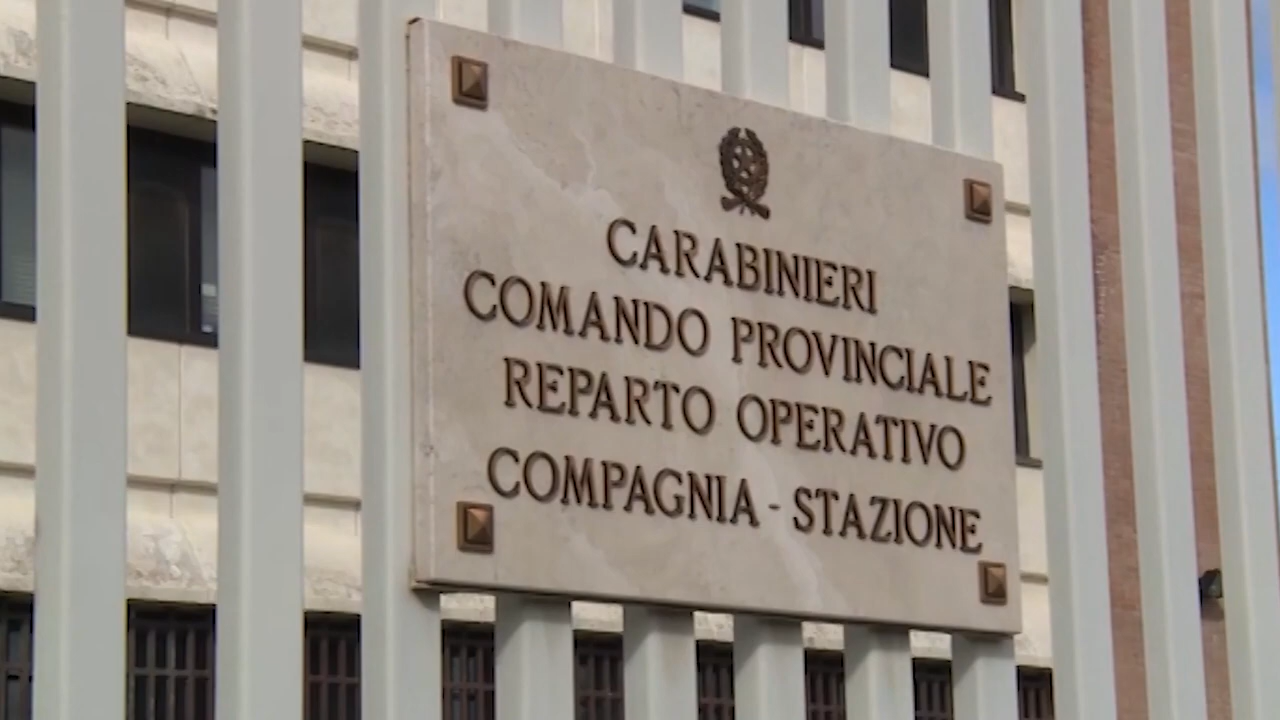 CARABINIERI
COMANDO PROVINCIALE
REPARTO OPERATIVO
COMPAGNIA - STAZIONE